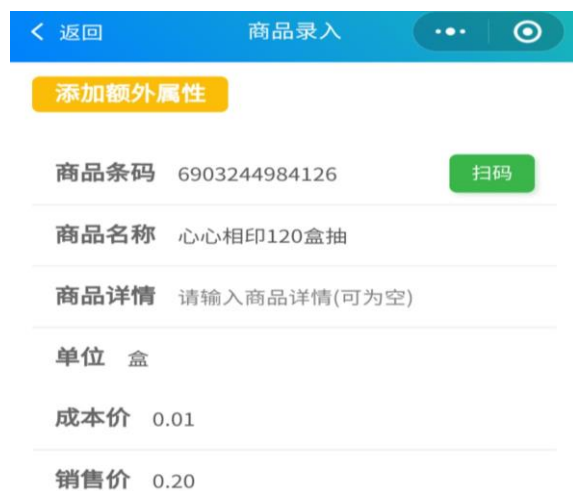 返回 商品录入
添加额外属性
商品条码 6903244984126 扫码
商品名称 心心相印120盒抽
商品详情 请输入商品详情(可为空)
单位 盒
成本价 0.01
销售价 0.20